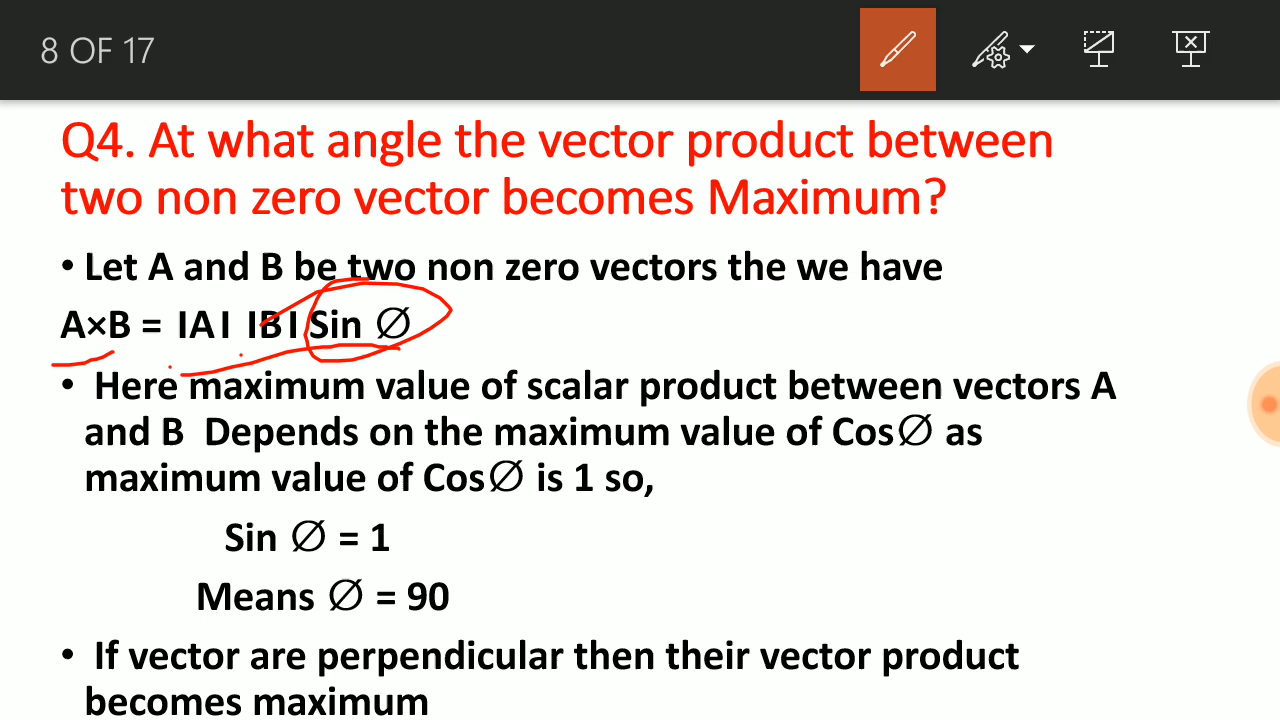 8 OF 17
Q4. At what angle the vector product between
two non zero vector becomes Maximum?
• Let A and B be two non zero vectors the we have
A×B = IAI IBI Sin ∅
• Here maximum value of scalar product between vectors A
and B Depends on the maximum value of Cos∅ as
maximum value of Cos∅ is 1 so,
Sin ∅ = 1
Means ∅ = 90
• If vector are perpendicular then their vector product
becomes maximum